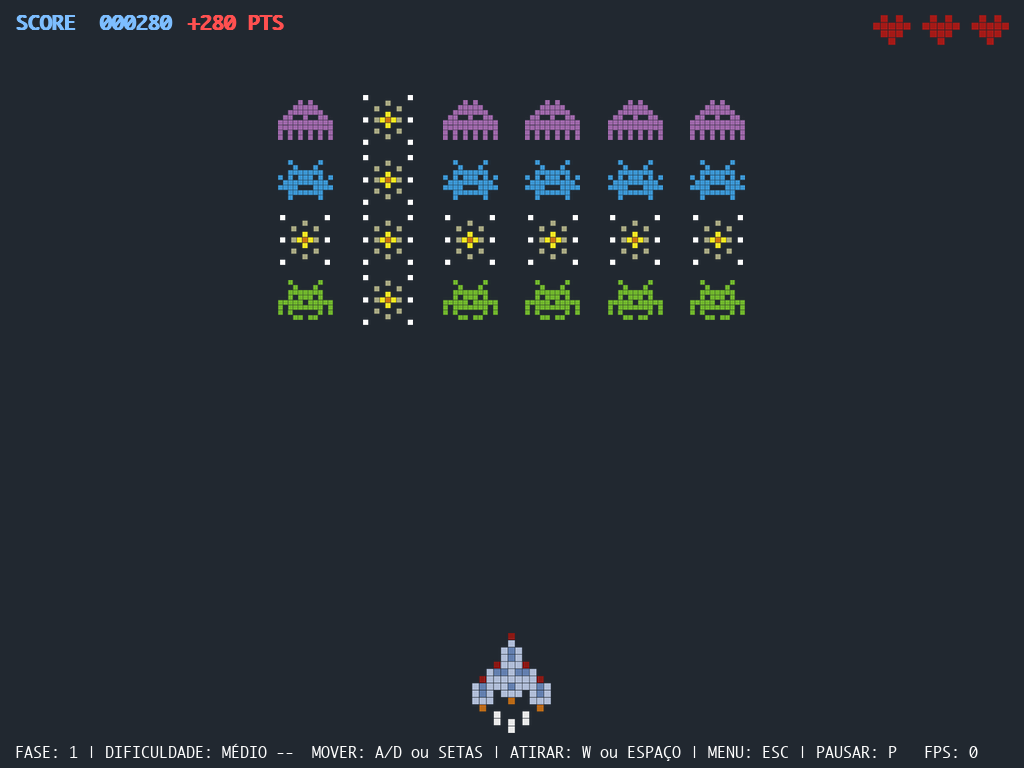 SCORE 000280 +280 PTS
FASE: 1 | DIFICULDADE: MÉDIO -- MOVER: A/D ou SETAS | ATIRAR: W ou ESPAÇO | MENU: ESC | PAUSAR: P FPS: 0